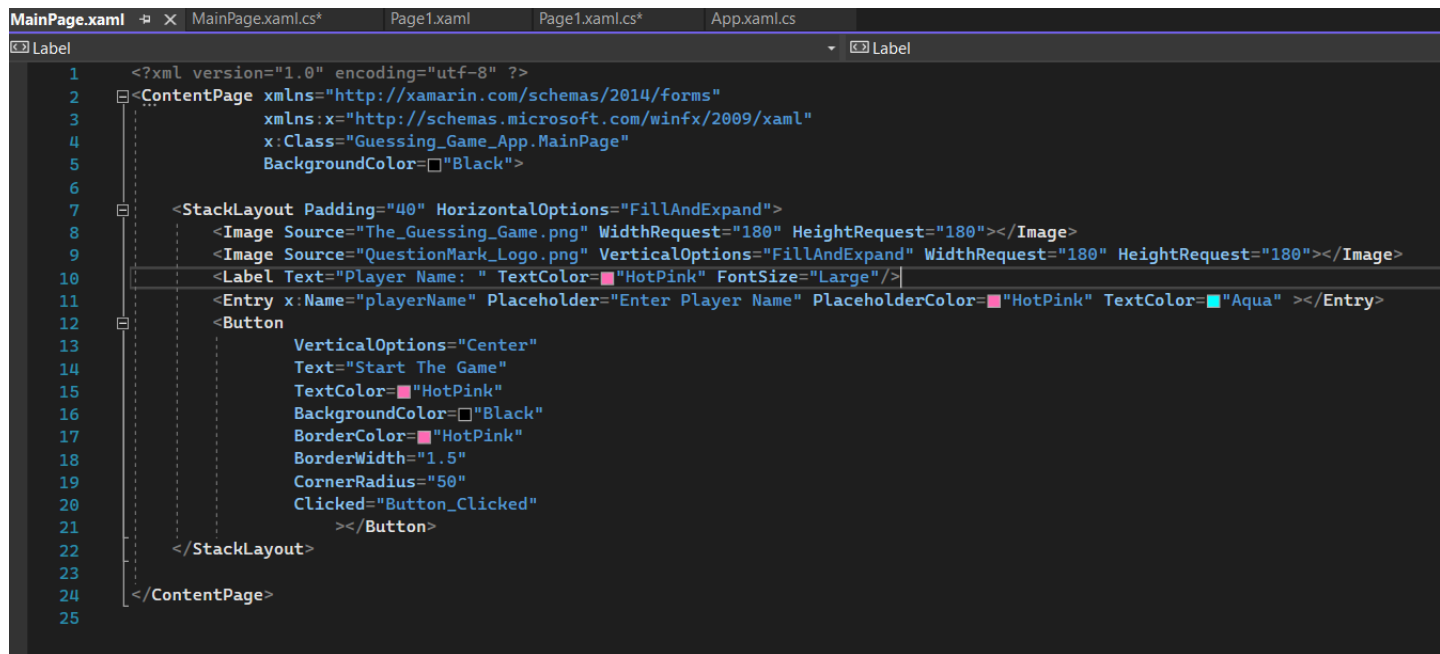 MainPage.xaml MainPage.xaml.cs* Page1.xaml Page1.xaml.cs* App.xaml.cs
Label Label
1 <?xml version="1.0" encoding="utf-8" ?>
2 <ContentPage xmlns="http://xamarin.com/schemas/2014/forms"
3 xmlns:x="http://schemas.microsoft.com/winfx/2009/xaml"
4 x:Class="Guessing_Game_App.MainPage"
5 BackgroundColor="Black">
6
7 <StackLayout Padding="40" HorizontalOptions="FillAndExpand">
8 <Image Source="The_Guessing_Game.png" WidthRequest="180" HeightRequest="180"></Image>
9 <Image Source="QuestionMark_Logo.png" VerticalOptions="FillAndExpand" WidthRequest="180" HeightRequest="180"></Image>
10 <Label Text="Player Name: " TextColor="HotPink" FontSize="Large"/>
11 <Entry x:Name="playerName" Placeholder="Enter Player Name" PlaceholderColor="HotPink" TextColor="Aqua" ></Entry>
12 <Button
13 VerticalOptions="Center"
14 Text="Start The Game"
15 TextColor="HotPink"
16 BackgroundColor="Black"
17 BorderColor="HotPink"
18 BorderWidth="1.5"
19 CornerRadius="50"
20 Clicked="Button_Clicked"
21 ></Button>
22 </StackLayout>
23
24 </ContentPage>
25